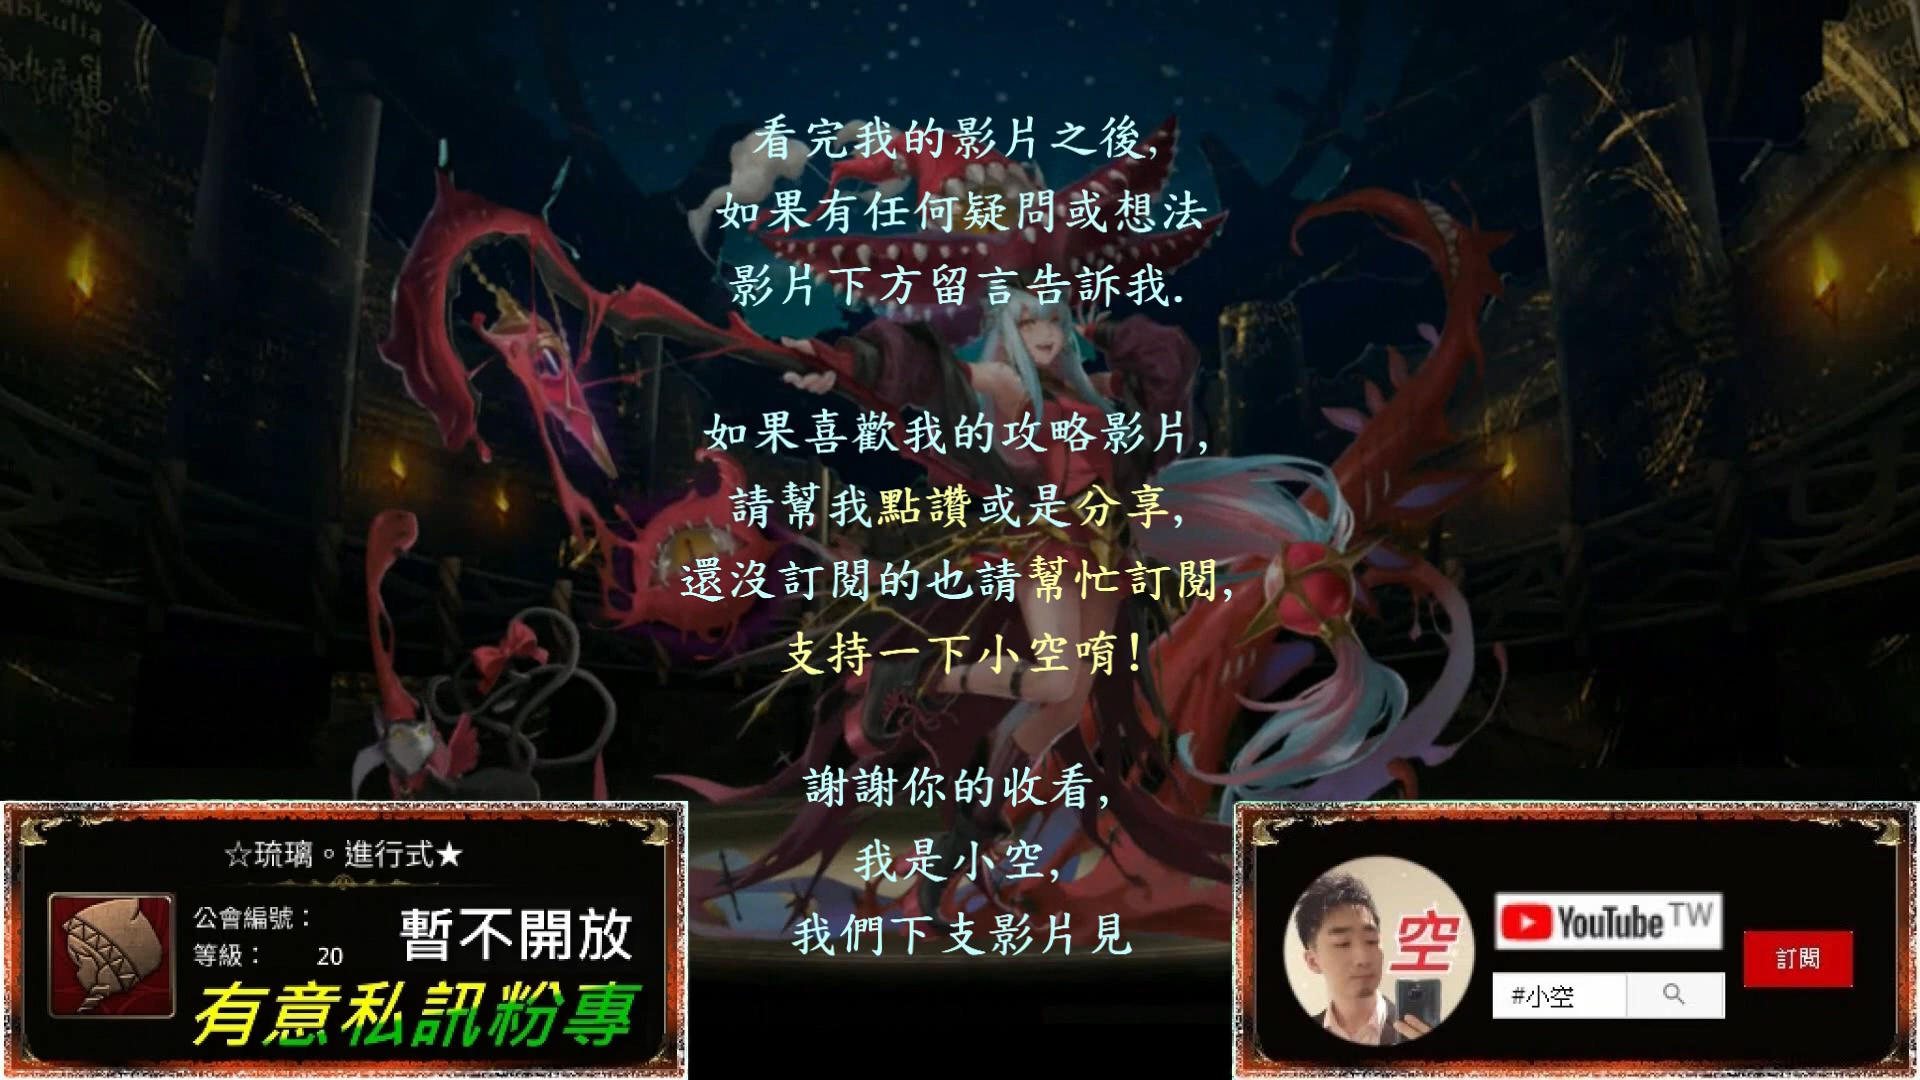 看完我的影片之後,
如果有任何疑問或想法
影片下方留言告訴我.
如果喜歡我的攻略影片,
請幫我點讚或是分享,
還沒訂閱的也請幫忙訂閱,
支持一下小空唷!
謝謝你的收看,
我是小空,
我們下支影片見
☆琉璃。進行式★
公會編號：
暫不開放
等級： 20
有意私訊粉專
空
YouTube TW
#小空
訂閱